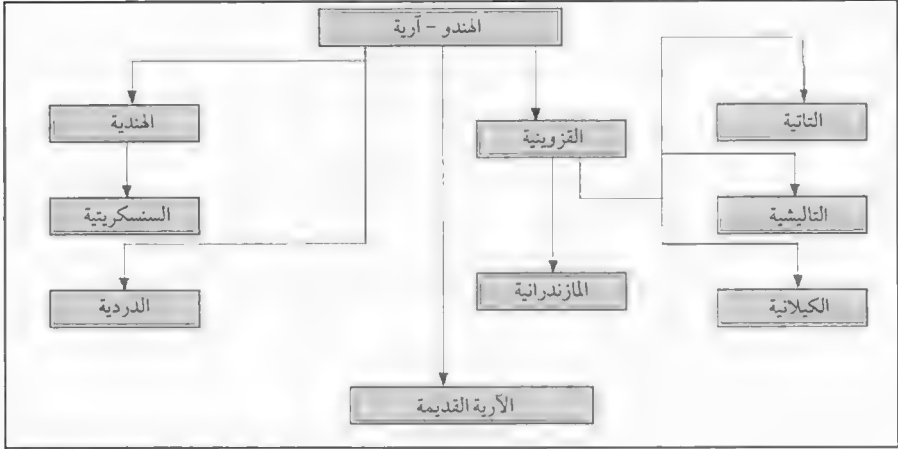 الهندو - آرية
الهندية
القزوينية
التاتية
السنسكريتية
التاليشية
الدردية
المازندرانية
الكيلانية
الآرية القديمة